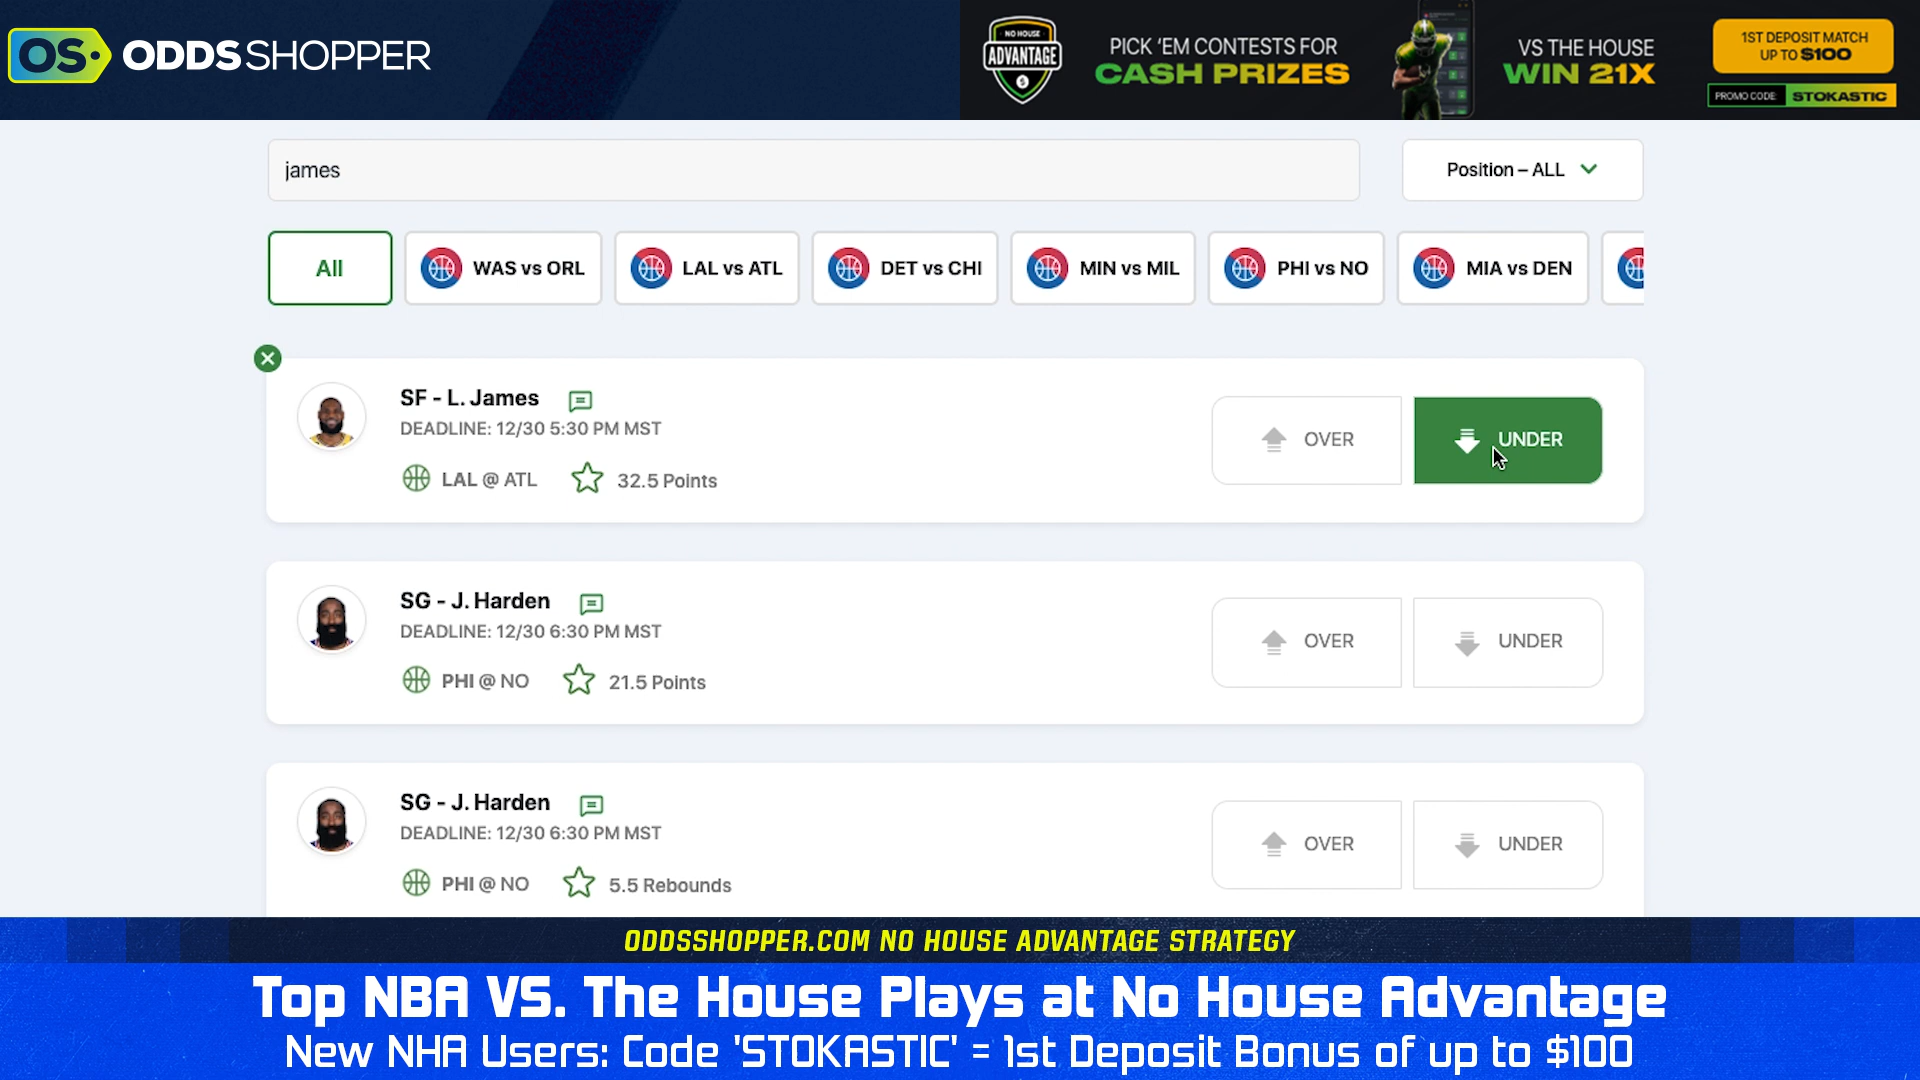 OS ODDSSHOPPER
NO HOUSE
ADVANTAGE
$
PICK 'EM CONTESTS FOR
CASH PRIZES
VS THE HOUSE
WIN 21X
1ST DEPOSIT MATCH
UP TO $100
PROMO CODE STOKASTIC
james
Position – ALL
All
WAS vs ORL
LAL vs ATL
DET vs CHI
MIN vs MIL
PHI vs NO
MIA vs DEN
SF - L. James
DEADLINE: 12/30 5:30 PM MST
LAL @ ATL
32.5 Points
OVER
UNDER
SG - J. Harden
DEADLINE: 12/30 6:30 PM MST
PHI @ NO
21.5 Points
OVER
UNDER
SG - J. Harden
DEADLINE: 12/30 6:30 PM MST
PHI @ NO
5.5 Rebounds
OVER
UNDER
ODDSSHOPPER.COM NO HOUSE ADVANTAGE STRATEGY
Top NBA VS. The House Plays at No House Advantage
New NHA Users: Code 'STOKASTIC' = 1st Deposit Bonus of up to $100